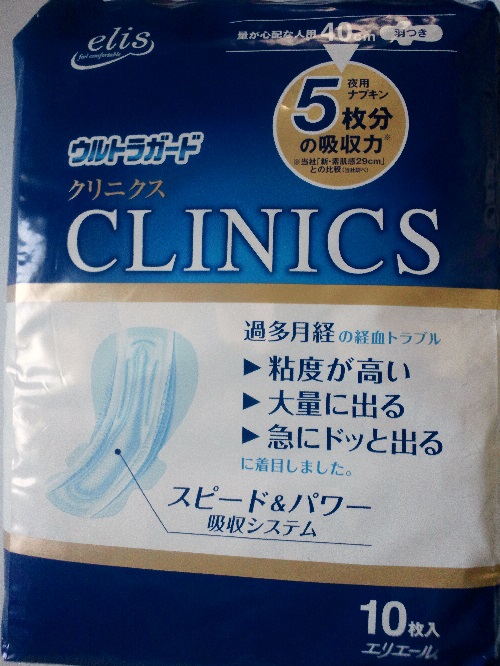 elis
feel comfortable
量が心配な人用 40cm 羽つき
夜用
ナプキン
5枚分
の吸収力※
※当社「新・素肌感29cm」
との比較(当社調べ)
ウルトラガード
クリニクス
CLINICS
過多月経の経血トラブル
▶粘度が高い
▶大量に出る
▶急にドッと出る
に着目しました。
スピード&パワー
吸収システム
10枚入
エリエール